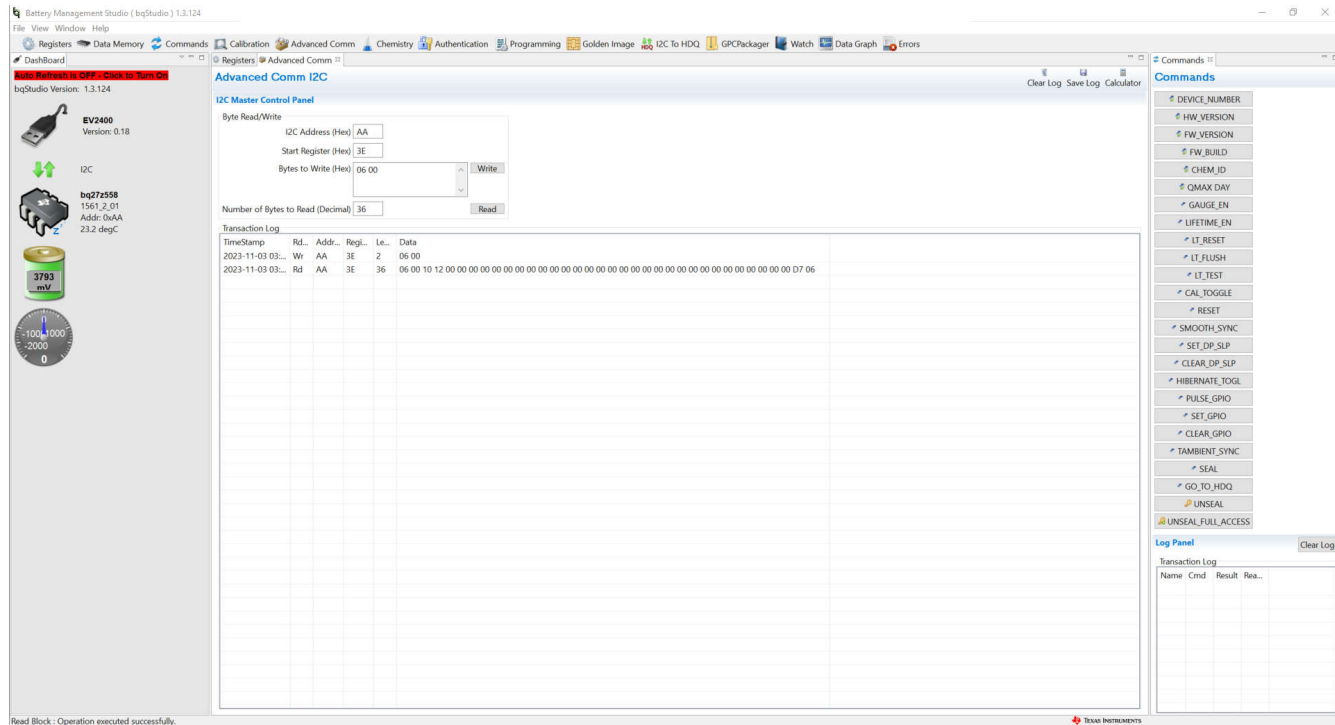 Battery Management Studio ( bqStudio ) 1.3.124
File View Window Help
Registers Data Memory Commands Calibration Advanced Comm Chemistry Authentication Programming Golden Image I2C To HDQ GPCPackager Watch Data Graph Errors
DashBoard
Auto Refresh is OFF - Click to Turn On
bqStudio Version: 1.3.124
EV2400
Version: 0.18
I2C
bq27z558
1561_2_01
Addr: 0xAA
23.2 degC
3793
mV
0
-100 1000
-2000
0
Registers Advanced Comm
Advanced Comm I2C
Clear Log Save Log Calculator
I2C Master Control Panel
Byte Read/Write
I2C Address (Hex) AA
Start Register (Hex) 3E
Bytes to Write (Hex) 06 00 Write
Number of Bytes to Read (Decimal) 36 Read
Transaction Log
TimeStamp Rd... Addr... Regi... Le... Data
2023-11-03 03:... Wr AA 3E 2 06 00
2023-11-03 03:... Rd AA 3E 36 06 00 10 12 00 00 00 00 00 00 00 00 00 00 00 00 00 00 00 00 00 00 00 00 00 00 00 00 00 00 00 00 D7 06
Commands
Commands
DEVICE_NUMBER
HW_VERSION
FW_VERSION
FW_BUILD
CHEM_ID
QMAX DAY
GAUGE_EN
LIFETIME_EN
LT_RESET
LT_FLUSH
LT_TEST
CAL_TOGGLE
RESET
SMOOTH_SYNC
SET_DP_SLP
CLEAR_DP_SLP
HIBERNATE_TOGL
PULSE_GPIO
SET_GPIO
CLEAR_GPIO
TAMBIENT_SYNC
SEAL
GO_TO_HDQ
UNSEAL
UNSEAL_FULL_ACCESS
Log Panel Clear Log
Transaction Log
Name Cmd Result Rea...
Read Block : Operation executed successfully.
TEXAS INSTRUMENTS